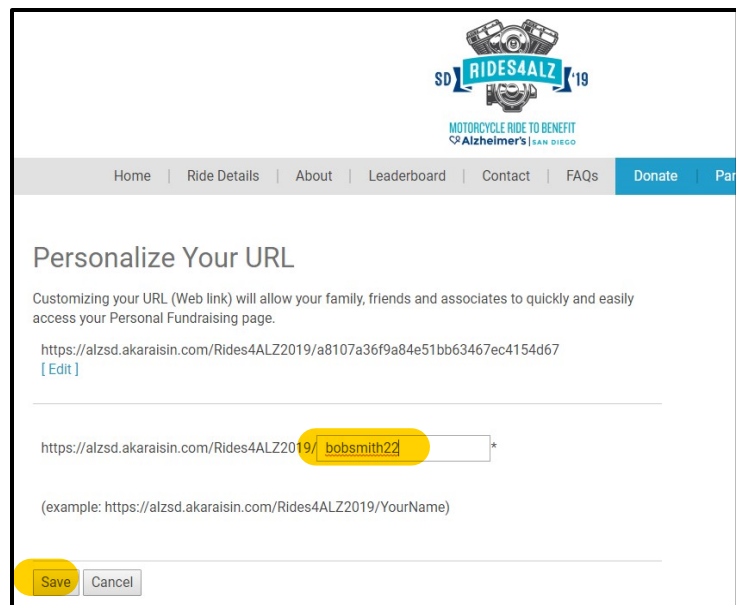 SD RIDES4ALZ '19
MOTORCYCLE RIDE TO BENEFIT
Alzheimer's | SAN DIEGO
Home | Ride Details | About | Leaderboard | Contact | FAQs Donate | Par
Personalize Your URL
Customizing your URL (Web link) will allow your family, friends and associates to quickly and easily
access your Personal Fundraising page.
https://alzsd.akaraisin.com/Rides4ALZ2019/a8107a36f9a84e51bb63467ec4154d67
[ Edit ]
https://alzsd.akaraisin.com/Rides4ALZ2019/ bobsmith22 *
(example: https://alzsd.akaraisin.com/Rides4ALZ2019/YourName)
Save Cancel